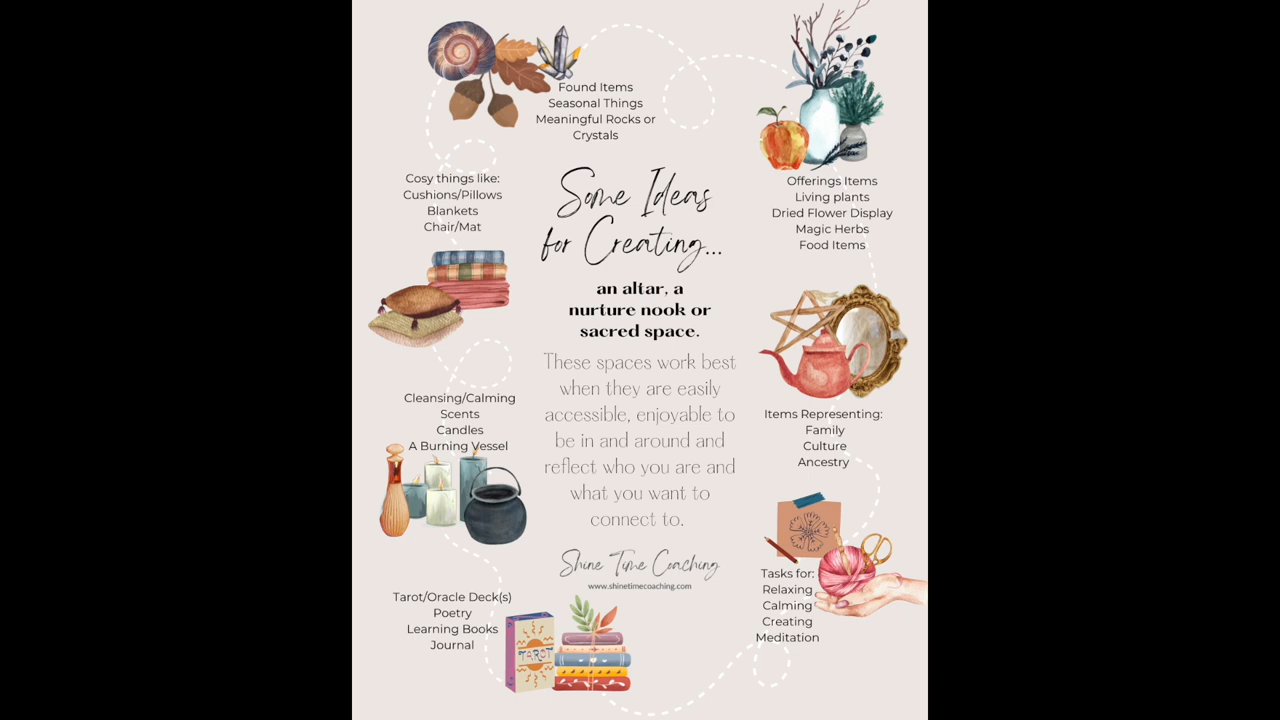 Found Items
Seasonal Things
Meaningful Rocks or
Crystals
Cosy things like:
Cushions/Pillows
Blankets
Chair/Mat
Some Ideas
for Creating...
an altar, a
nurture nook or
sacred space.
These spaces work best
when they are easily
accessible, enjoyable to
be in and around and
reflect who you are and
what you want to
connect to.
Shine Time Coaching
www.shinetimecoaching.com
Offerings Items
Living plants
Dried Flower Display
Magic Herbs
Food Items
Cleansing/Calming
Scents
Candles
A Burning Vessel
Items Representing:
Family
Culture
Ancestry
Tarot/Oracle Deck(s)
Poetry
Learning Books
Journal
TAROT
Tasks for:
Relaxing
Calming
Creating
Meditation